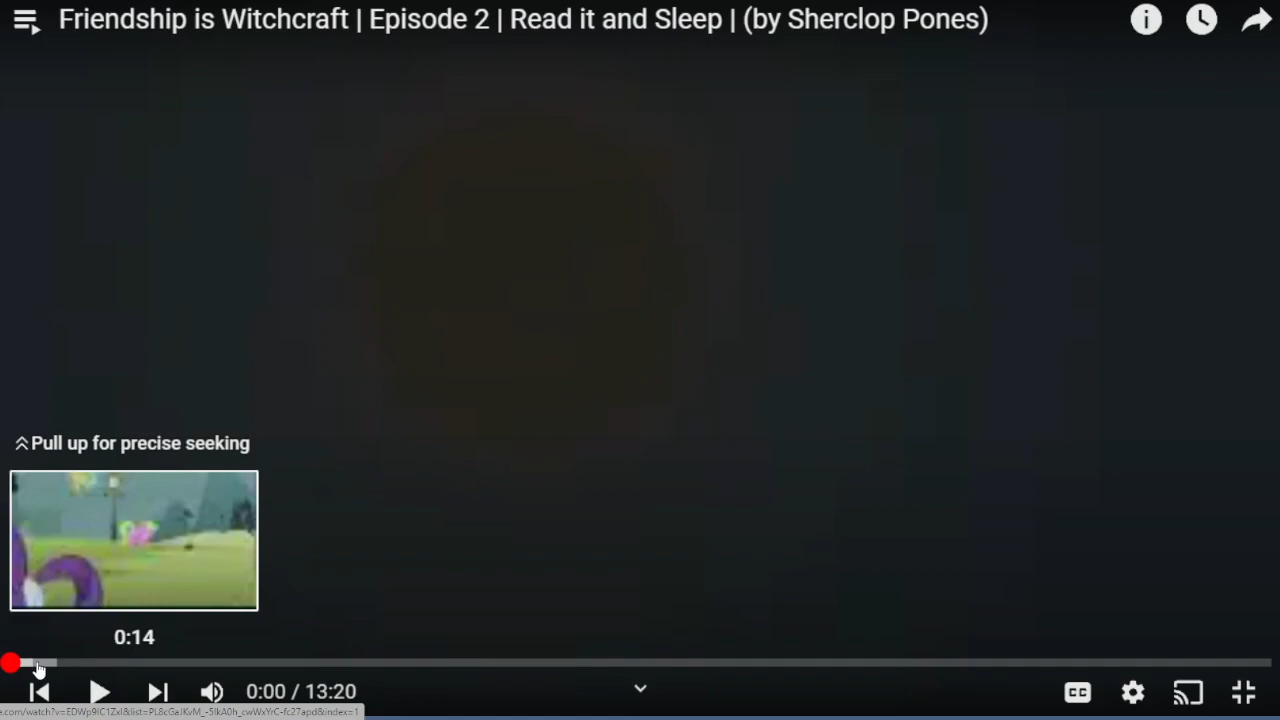 Friendship is Witchcraft | Episode 2 | Read it and Sleep | (by Sherclop Pones)
Pull up for precise seeking
0:14
0:00 / 13:20
CC